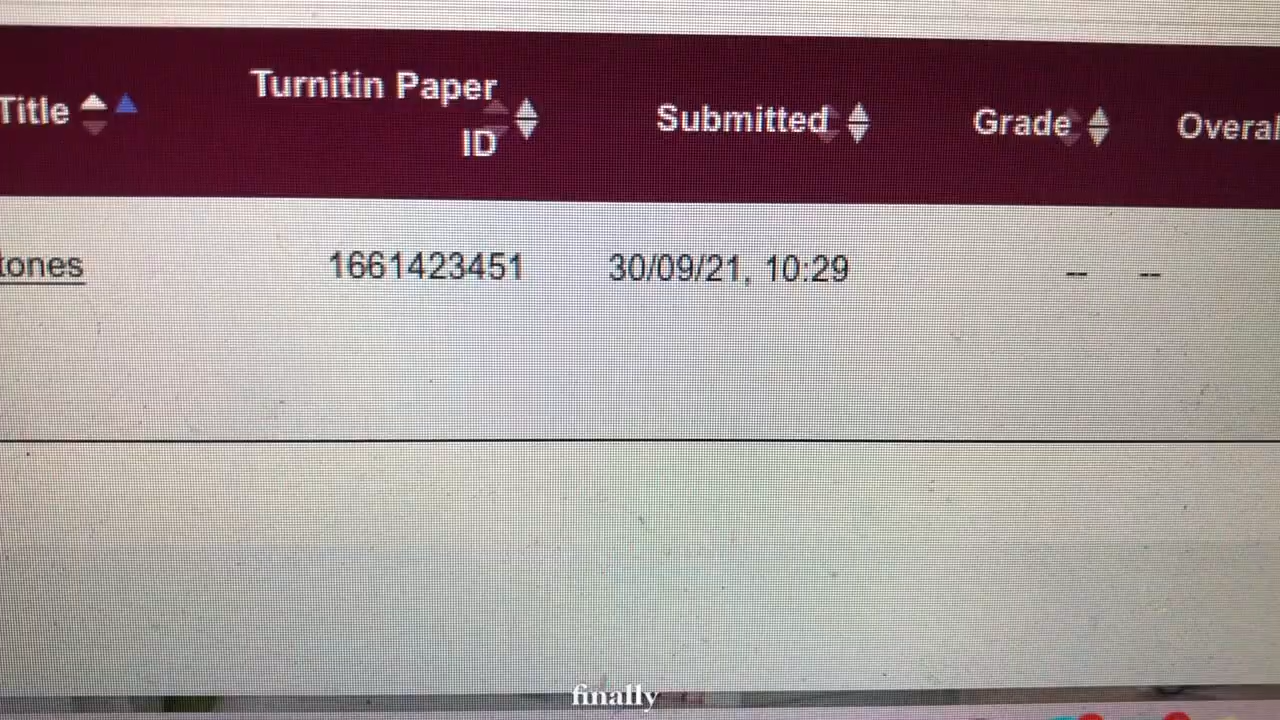 Title
Turnitin Paper
ID
Submitted
Grade
Overal
tones
1661423451
30/09/21, 10:29
-- --
finally